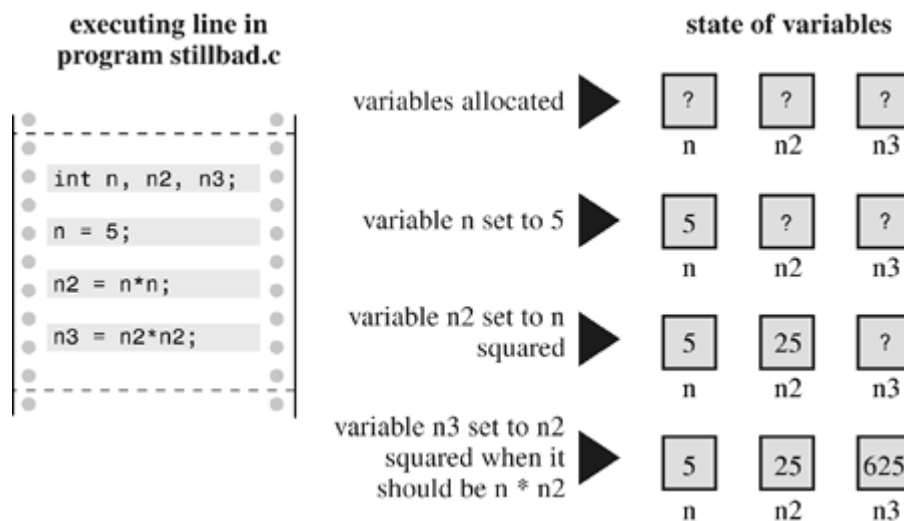 executing line in
program stillbad.c
int n, n2, n3;
n = 5;
n2 = n*n;
n3 = n2*n2;
state of variables
variables allocated
? ? ?
n n2 n3
variable n set to 5
5 ? ?
n n2 n3
variable n2 set to n
squared
5 25 ?
n n2 n3
variable n3 set to n2
squared when it
should be n * n2
5 25 625
n n2 n3